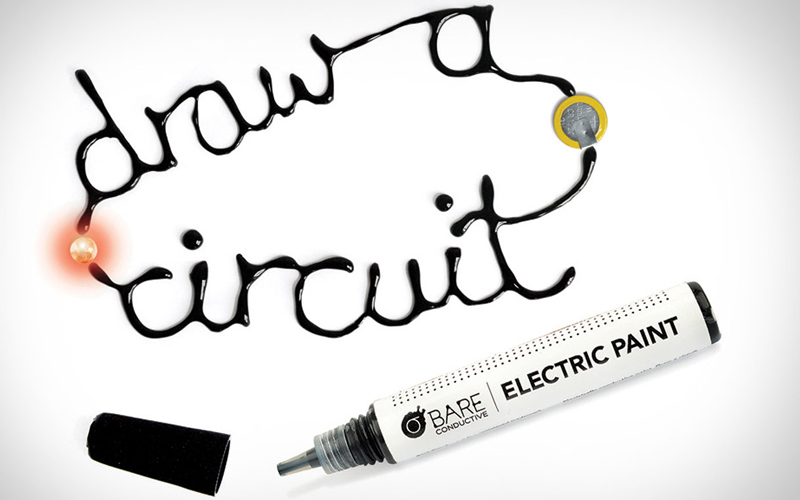 draw a
circuit
BARE
CONDUCTIVE
ELECTRIC PAINT